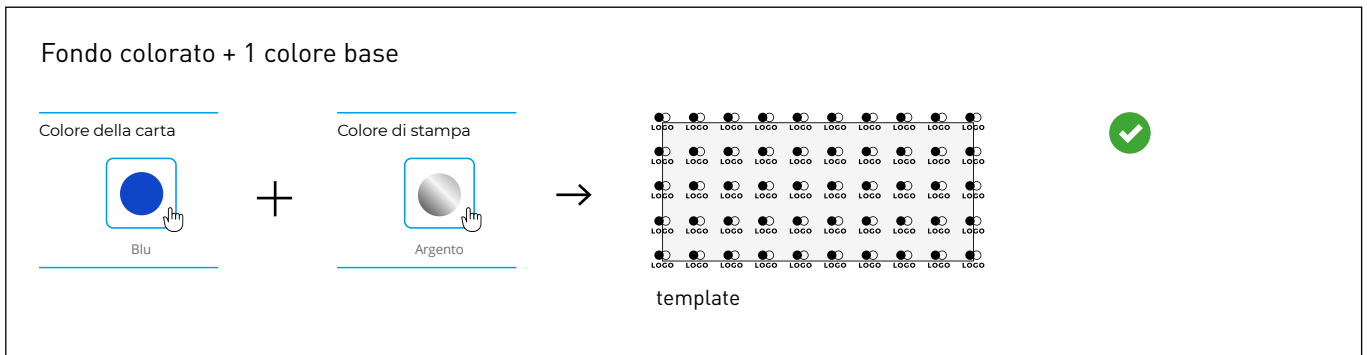 Fondo colorato + 1 colore base
Colore della carta
Colore di stampa
Blu
Argento
LOGO LOGO LOGO LOGO LOGO LOGO LOGO LOGO LOGO LOGO
LOGO LOGO LOGO LOGO LOGO LOGO LOGO LOGO LOGO LOGO
LOGO LOGO LOGO LOGO LOGO LOGO LOGO LOGO LOGO LOGO
LOGO LOGO LOGO LOGO LOGO LOGO LOGO LOGO LOGO LOGO
LOGO LOGO LOGO LOGO LOGO LOGO LOGO LOGO LOGO LOGO
template